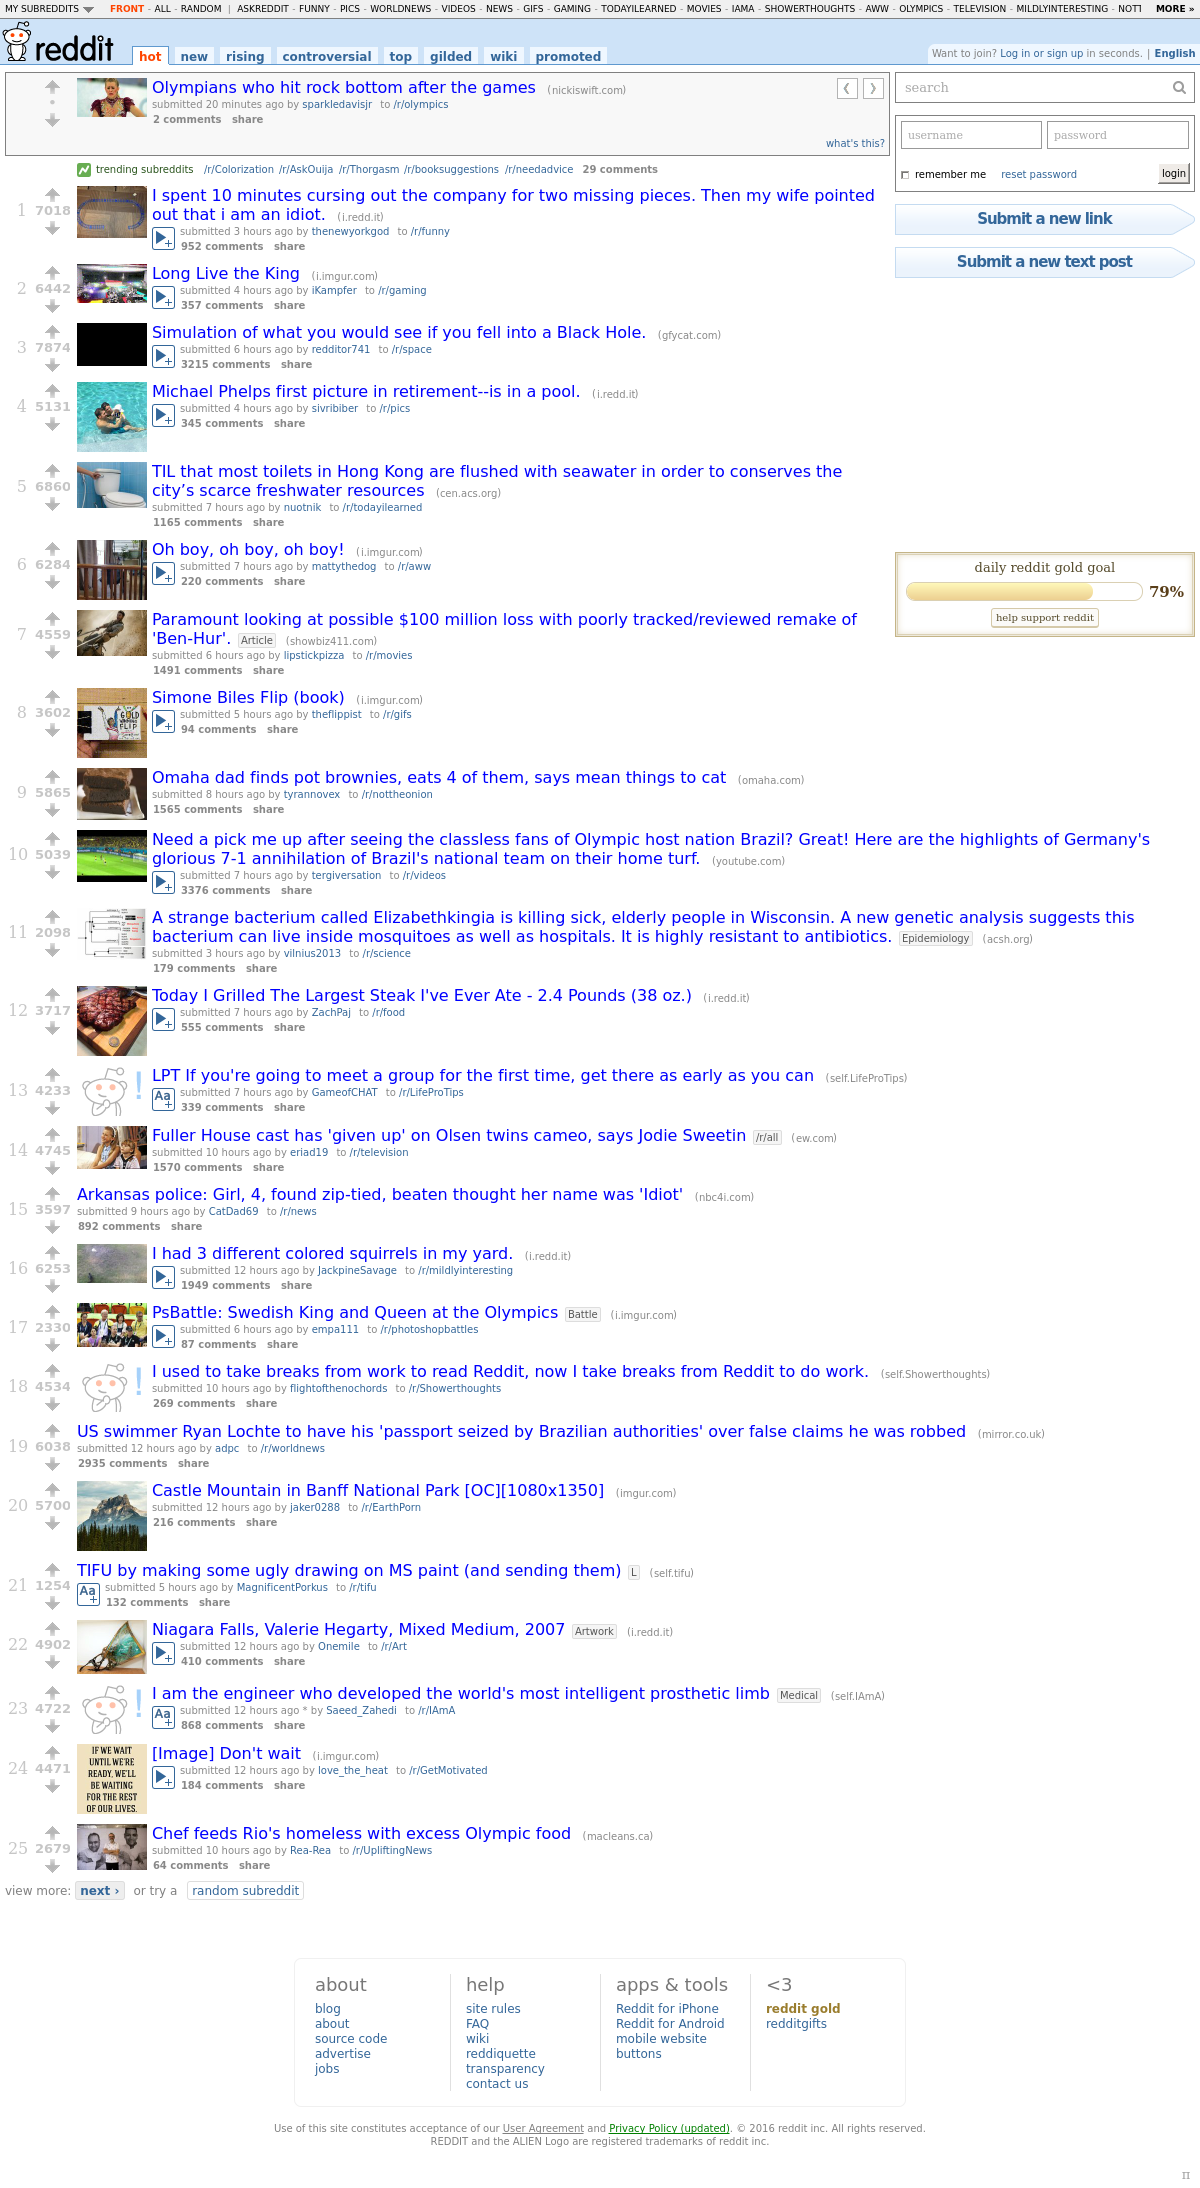 MY SUBREDDITS FRONT - ALL - RANDOM | ASKREDDIT - FUNNY - PICS - WORLDNEWS - VIDEOS - NEWS - GIFS - GAMING - TODAYILEARNED - MOVIES - IAMA - SHOWERTHOUGHTS - AWW - OLYMPICS - TELEVISION - MILDLYINTERESTING - NOTT MORE »
reddit hot new rising controversial top gilded wiki promoted
Want to join? Log in or sign up in seconds. | English
Olympians who hit rock bottom after the games (nickiswift.com)
submitted 20 minutes ago by sparkledavisjr to /r/olympics
2 comments share
what's this?
search
username password
remember me reset password login
Submit a new link
Submit a new text post
daily reddit gold goal
79%
help support reddit
trending subreddits /r/Colorization /r/AskOuija /r/Thorgasm /r/booksuggestions /r/needadvice 29 comments
1 7018
I spent 10 minutes cursing out the company for two missing pieces. Then my wife pointed
out that i am an idiot. (i.redd.it)
submitted 3 hours ago by thenewyorkgod to /r/funny
952 comments share
2 6442
Long Live the King (i.imgur.com)
submitted 4 hours ago by iKampfer to /r/gaming
357 comments share
3 7874
Simulation of what you would see if you fell into a Black Hole. (gfycat.com)
submitted 6 hours ago by redditor741 to /r/space
3215 comments share
4 5131
Michael Phelps first picture in retirement--is in a pool. (i.redd.it)
submitted 4 hours ago by sivribiber to /r/pics
345 comments share
5 6860
TIL that most toilets in Hong Kong are flushed with seawater in order to conserves the
city’s scarce freshwater resources (cen.acs.org)
submitted 7 hours ago by nuotnik to /r/todayilearned
1165 comments share
6 6284
Oh boy, oh boy, oh boy! (i.imgur.com)
submitted 7 hours ago by mattythedog to /r/aww
220 comments share
7 4559
Paramount looking at possible $100 million loss with poorly tracked/reviewed remake of
'Ben-Hur'. Article (showbiz411.com)
submitted 6 hours ago by lipstickpizza to /r/movies
1491 comments share
8 3602
Simone Biles Flip (book) (i.imgur.com)
submitted 5 hours ago by theflippist to /r/gifs
94 comments share
GOLD
FLIP
9 5865
Omaha dad finds pot brownies, eats 4 of them, says mean things to cat (omaha.com)
submitted 8 hours ago by tyrannovex to /r/nottheonion
1565 comments share
10 5039
Need a pick me up after seeing the classless fans of Olympic host nation Brazil? Great! Here are the highlights of Germany's
glorious 7-1 annihilation of Brazil's national team on their home turf. (youtube.com)
submitted 7 hours ago by tergiversation to /r/videos
3376 comments share
11 2098
A strange bacterium called Elizabethkingia is killing sick, elderly people in Wisconsin. A new genetic analysis suggests this
bacterium can live inside mosquitoes as well as hospitals. It is highly resistant to antibiotics. Epidemiology (acsh.org)
submitted 3 hours ago by vilnius2013 to /r/science
179 comments share
12 3717
Today I Grilled The Largest Steak I've Ever Ate - 2.4 Pounds (38 oz.) (i.redd.it)
submitted 7 hours ago by ZachPaj to /r/food
555 comments share
13 4233
LPT If you're going to meet a group for the first time, get there as early as you can (self.LifeProTips)
Aa submitted 7 hours ago by GameofCHAT to /r/LifeProTips
339 comments share
14 4745
Fuller House cast has 'given up' on Olsen twins cameo, says Jodie Sweetin /r/all (ew.com)
submitted 10 hours ago by eriad19 to /r/television
1570 comments share
15 3597
Arkansas police: Girl, 4, found zip-tied, beaten thought her name was 'Idiot' (nbc4i.com)
submitted 9 hours ago by CatDad69 to /r/news
892 comments share
16 6253
I had 3 different colored squirrels in my yard. (i.redd.it)
submitted 12 hours ago by JackpineSavage to /r/mildlyinteresting
1949 comments share
17 2330
PsBattle: Swedish King and Queen at the Olympics Battle (i.imgur.com)
submitted 6 hours ago by empa111 to /r/photoshopbattles
87 comments share
18 4534
I used to take breaks from work to read Reddit, now I take breaks from Reddit to do work. (self.Showerthoughts)
submitted 10 hours ago by flightofthenochords to /r/Showerthoughts
269 comments share
19 6038
US swimmer Ryan Lochte to have his 'passport seized by Brazilian authorities' over false claims he was robbed (mirror.co.uk)
submitted 12 hours ago by adpc to /r/worldnews
2935 comments share
20 5700
Castle Mountain in Banff National Park [OC][1080x1350] (imgur.com)
submitted 12 hours ago by jaker0288 to /r/EarthPorn
216 comments share
21 1254
TIFU by making some ugly drawing on MS paint (and sending them) L (self.tifu)
Aa submitted 5 hours ago by MagnificentPorkus to /r/tifu
132 comments share
22 4902
Niagara Falls, Valerie Hegarty, Mixed Medium, 2007 Artwork (i.redd.it)
submitted 12 hours ago by Onemile to /r/Art
410 comments share
23 4722
I am the engineer who developed the world's most intelligent prosthetic limb Medical (self.IAmA)
Aa submitted 12 hours ago * by Saeed_Zahedi to /r/IAmA
868 comments share
24 4471
[Image] Don't wait (i.imgur.com)
submitted 12 hours ago by love_the_heat to /r/GetMotivated
184 comments share
IF WE WAIT
UNTIL WE'RE
READY, WE'LL
BE WAITING
FOR THE REST
OF OUR LIVES.
25 2679
Chef feeds Rio's homeless with excess Olympic food (macleans.ca)
submitted 10 hours ago by Rea-Rea to /r/UpliftingNews
64 comments share
view more: next › or try a random subreddit
about
blog
about
source code
advertise
jobs
help
site rules
FAQ
wiki
reddiquette
transparency
contact us
apps & tools
Reddit for iPhone
Reddit for Android
mobile website
buttons
<3
reddit gold
redditgifts
Use of this site constitutes acceptance of our User Agreement and Privacy Policy (updated). © 2016 reddit inc. All rights reserved.
REDDIT and the ALIEN Logo are registered trademarks of reddit inc.
π